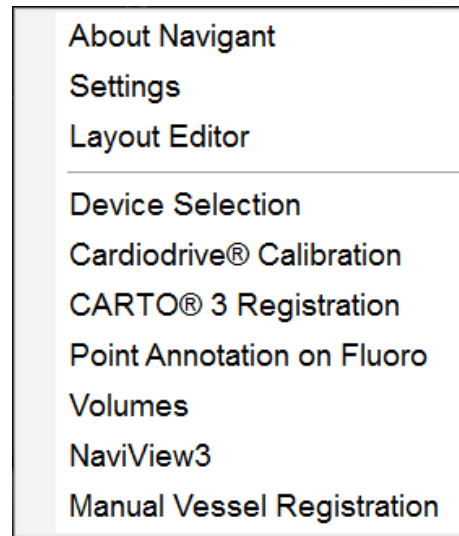 About Navigant
Settings
Layout Editor
Device Selection
Cardiodrive® Calibration
CARTO® 3 Registration
Point Annotation on Fluoro
Volumes
NaviView3
Manual Vessel Registration